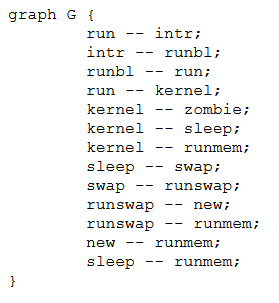 graph G {
run -- intr;
intr -- runbl;
runbl -- run;
run -- kernel;
kernel -- zombie;
kernel -- sleep;
kernel -- runmem;
sleep -- swap;
swap -- runswap;
runswap -- new;
runswap -- runmem;
new -- runmem;
sleep -- runmem;
}